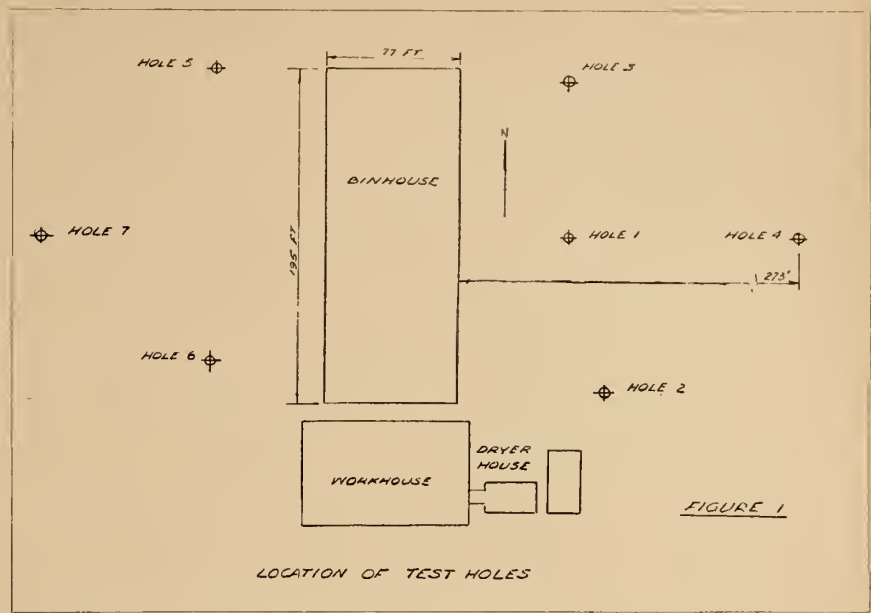 77 FT
HOLE 5
HOLE 3
N
BINHOUSE
195 FT
HOLE 7
HOLE 1
HOLE 4
273'
HOLE 6
HOLE 2
DRYER
HOUSE
WORKHOUSE
FIGURE 1
LOCATION OF TEST HOLES